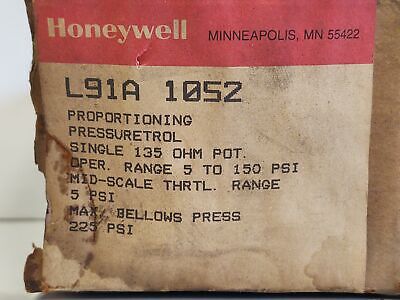 Honeywell MINNEAPOLIS, MN 55422
L91A 1052
PROPORTIONING
PRESSURETROL
SINGLE 135 OHM POT.
OPER. RANGE 5 TO 150 PSI
MID-SCALE THRTL. RANGE
5 PSI
MAX. BELLOWS PRESS
225 PSI